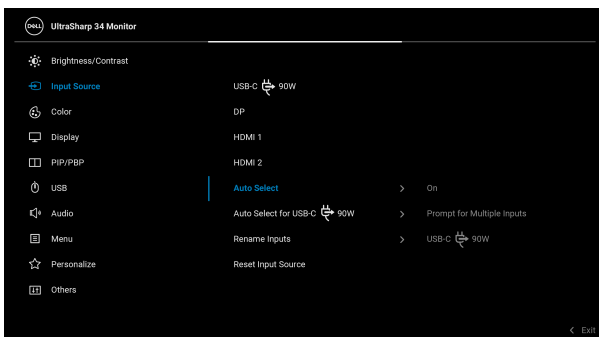 DELL UltraSharp 34 Monitor
Brightness/Contrast
Input Source USB-C 90W
Color DP
Display HDMI 1
PIP/PBP HDMI 2
USB Auto Select > On
Audio Auto Select for USB-C 90W > Prompt for Multiple Inputs
Menu Rename Inputs > USB-C 90W
Personalize Reset Input Source
Others
< Exit